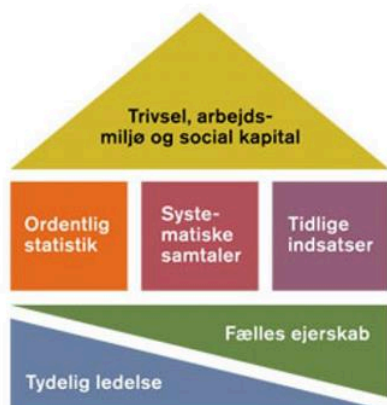 Trivsel, arbejds-
miljø og social kapital
Ordentlig
statistik
Syste-
matiske
samtaler
Tidlige
indsatser
Fælles ejerskab
Tydelig ledelse